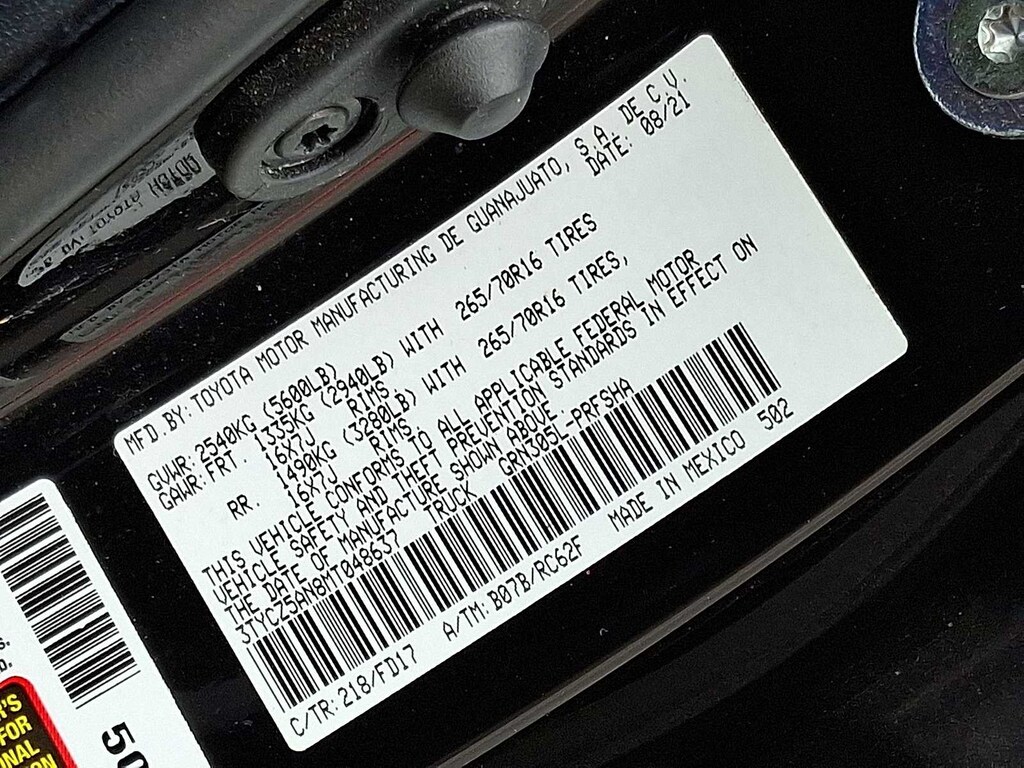 MFD.BY:TOYOTA MOTOR MANUFACTURING DE GUANAJUATO, S.A. DE C.V.
DATE: 08/21
GVWR:2540KG (5600LB)
GAWR:FRT. 1335KG (2940LB) WITH 265/70R16 TIRES
16X7J RIMS,
RR. 1490KG (3280LB) WITH 265/70R16 TIRES,
16X7J RIMS
THIS VEHICLE CONFORMS TO ALL APPLICABLE FEDERAL MOTOR
VEHICLE SAFETY AND THEFT PREVENTION STANDARDS IN EFFECT ON
THE DATE OF MANUFACTURE SHOWN ABOVE.
3TYCZ5AN8MT048637 TRUCK GRN305L-PRFSHA
C/TR:218/FD17 A/TM:B07B/RC62F MADE IN MEXICO 502
FOR
50